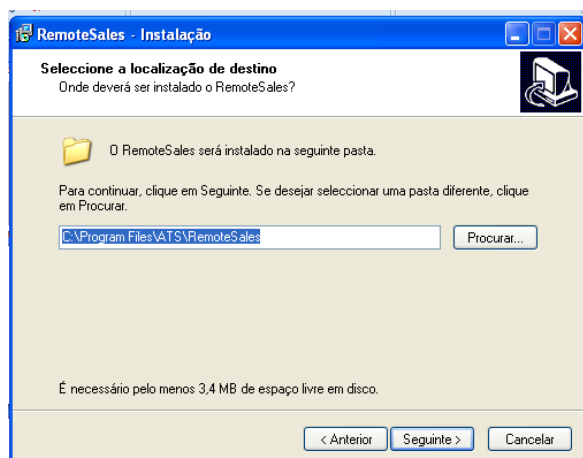 RemoteSales - Instalação
Seleccione a localização de destino
Onde deverá ser instalado o RemoteSales?
O RemoteSales será instalado na seguinte pasta.
Para continuar, clique em Seguinte. Se desejar seleccionar uma pasta diferente, clique
em Procurar.
C:\Program Files\ATS\RemoteSales
Procurar...
É necessário pelo menos 3,4 MB de espaço livre em disco.
< Anterior
Seguinte >
Cancelar